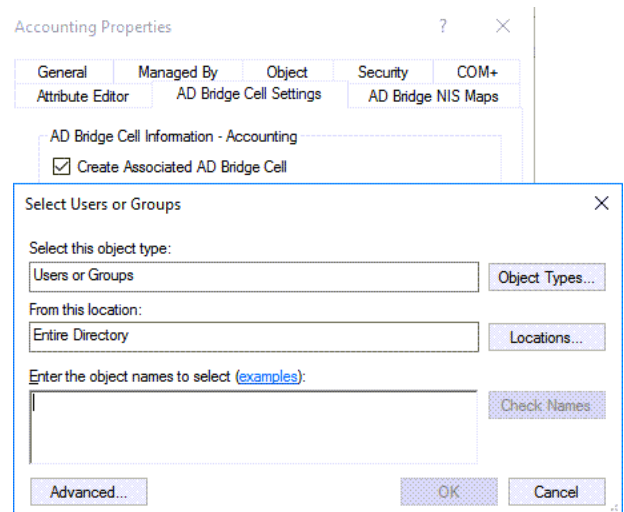 Accounting Properties ?
General Managed By Object Security COM+
Attribute Editor AD Bridge Cell Settings AD Bridge NIS Maps
AD Bridge Cell Information - Accounting
Create Associated AD Bridge Cell
Select Users or Groups
Select this object type:
Users or Groups
Object Types...
From this location:
Entire Directory
Locations...
Enter the object names to select (examples):
Check Names
Advanced... OK Cancel